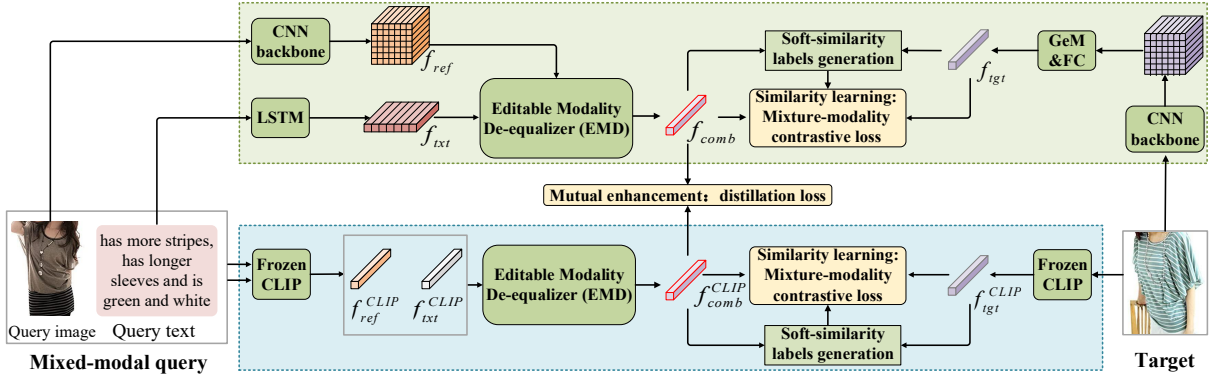 CNN
backbone
f_ref
LSTM
f_txt
Editable Modality
De-equalizer (EMD)
f_comb
Soft-similarity
labels generation
Similarity learning:
Mixture-modality
contrastive loss
f_tgt
GeM
&FC
CNN
backbone
Mutual enhancement: distillation loss
has more stripes,
has longer
sleeves and is
green and white
Query image
Query text
Mixed-modal query
Frozen
CLIP
f_ref^CLIP
f_txt^CLIP
Editable Modality
De-equalizer (EMD)
f_comb^CLIP
Similarity learning:
Mixture-modality
contrastive loss
Soft-similarity
labels generation
f_tgt^CLIP
Frozen
CLIP
Target